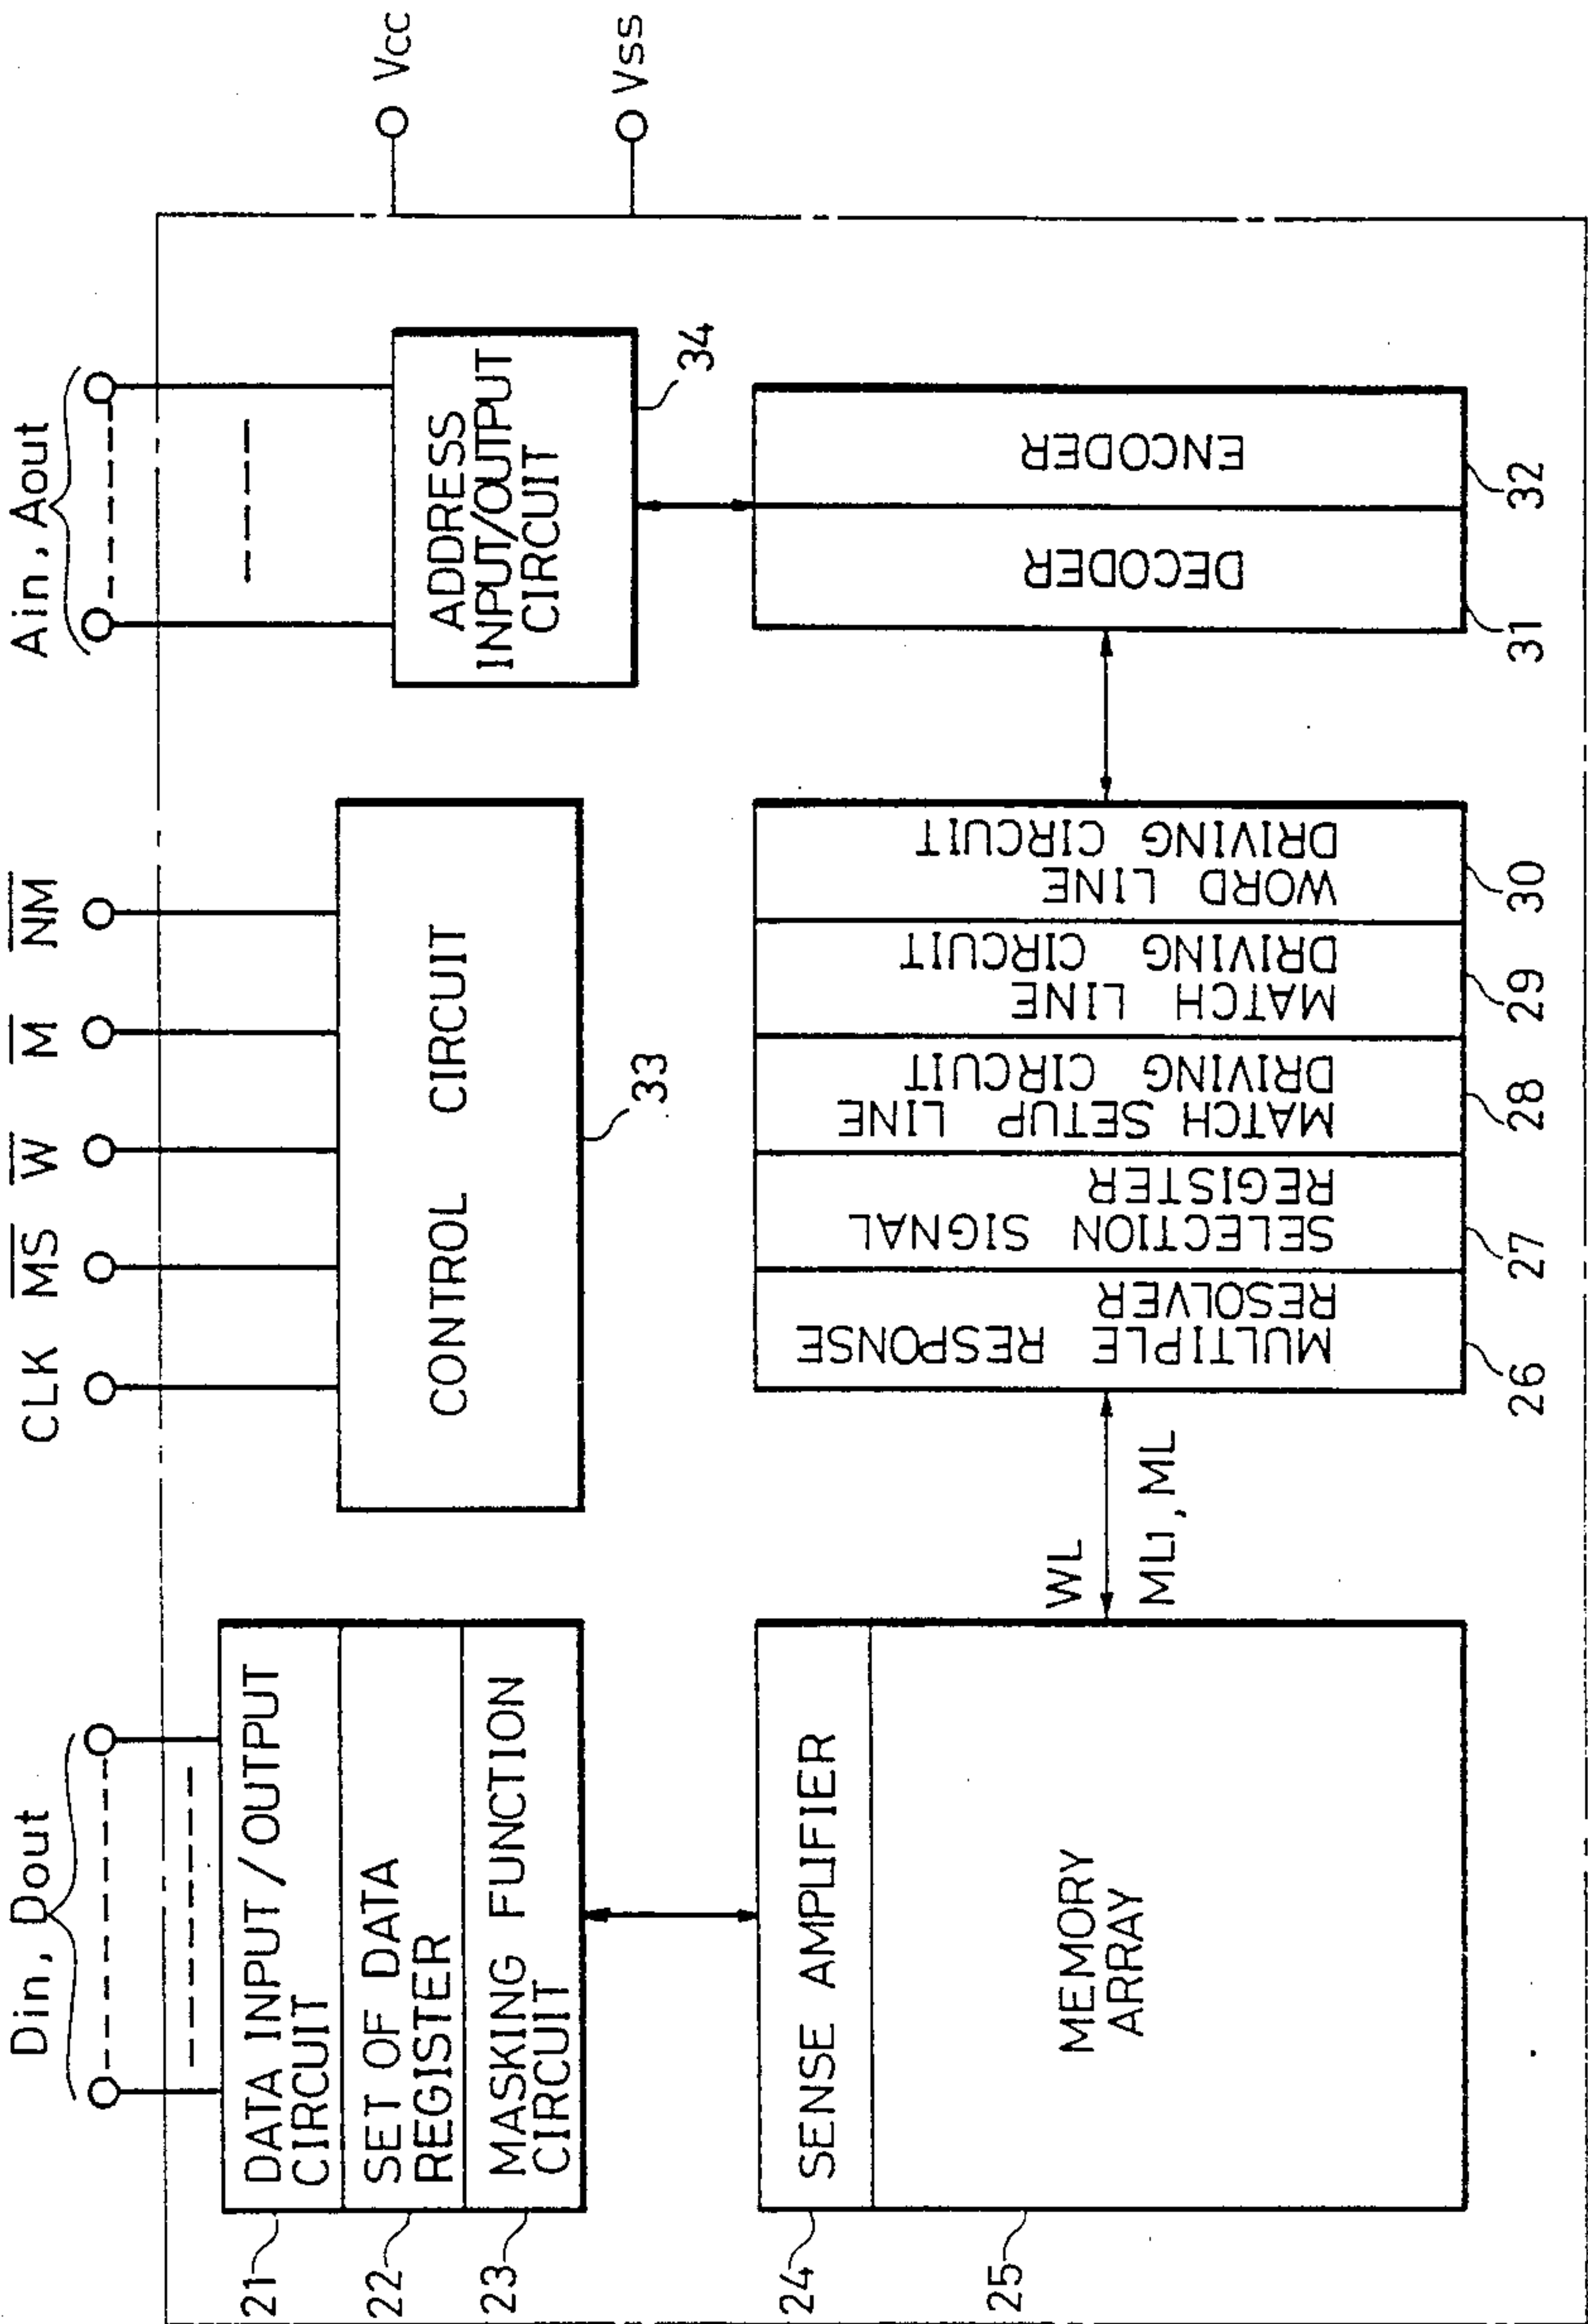 Din, Dout
CLK
MS
W
M
NM
Ain, Aout
Vcc
Vss
DATA INPUT/OUTPUT
CIRCUIT
SET OF DATA
REGISTER
MASKING FUNCTION
CIRCUIT
21
22
23
CONTROL CIRCUIT
33
ADDRESS
INPUT/OUTPUT
CIRCUIT
34
SENSE AMPLIFIER
MEMORY
ARRAY
24
25
WL
ML1, ML
MULTIPLE RESPONSE
RESOLVER
SELECTION SIGNAL
REGISTER
MATCH SETUP LINE
DRIVING CIRCUIT
MATCH LINE
DRIVING CIRCUIT
WORD LINE
DRIVING CIRCUIT
DECODER
ENCODER
26
27
28
29
30
31
32